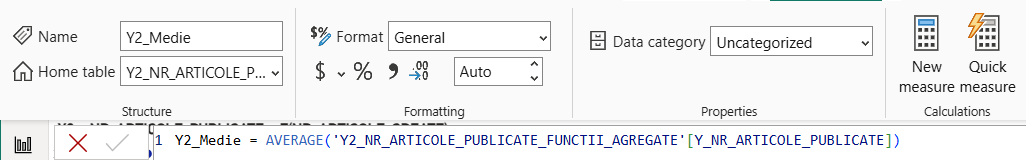 Name Y2_Medie $% Format General Data category Uncategorized
Home table Y2_NR_ARTICOLE_P... $ % 9 .00 Auto New measure Quick measure
Structure Formatting Properties Calculations
1 Y2_Medie = AVERAGE('Y2_NR_ARTICOLE_PUBLICATE_FUNCTII_AGREGATE'[Y_NR_ARTICOLE_PUBLICATE])